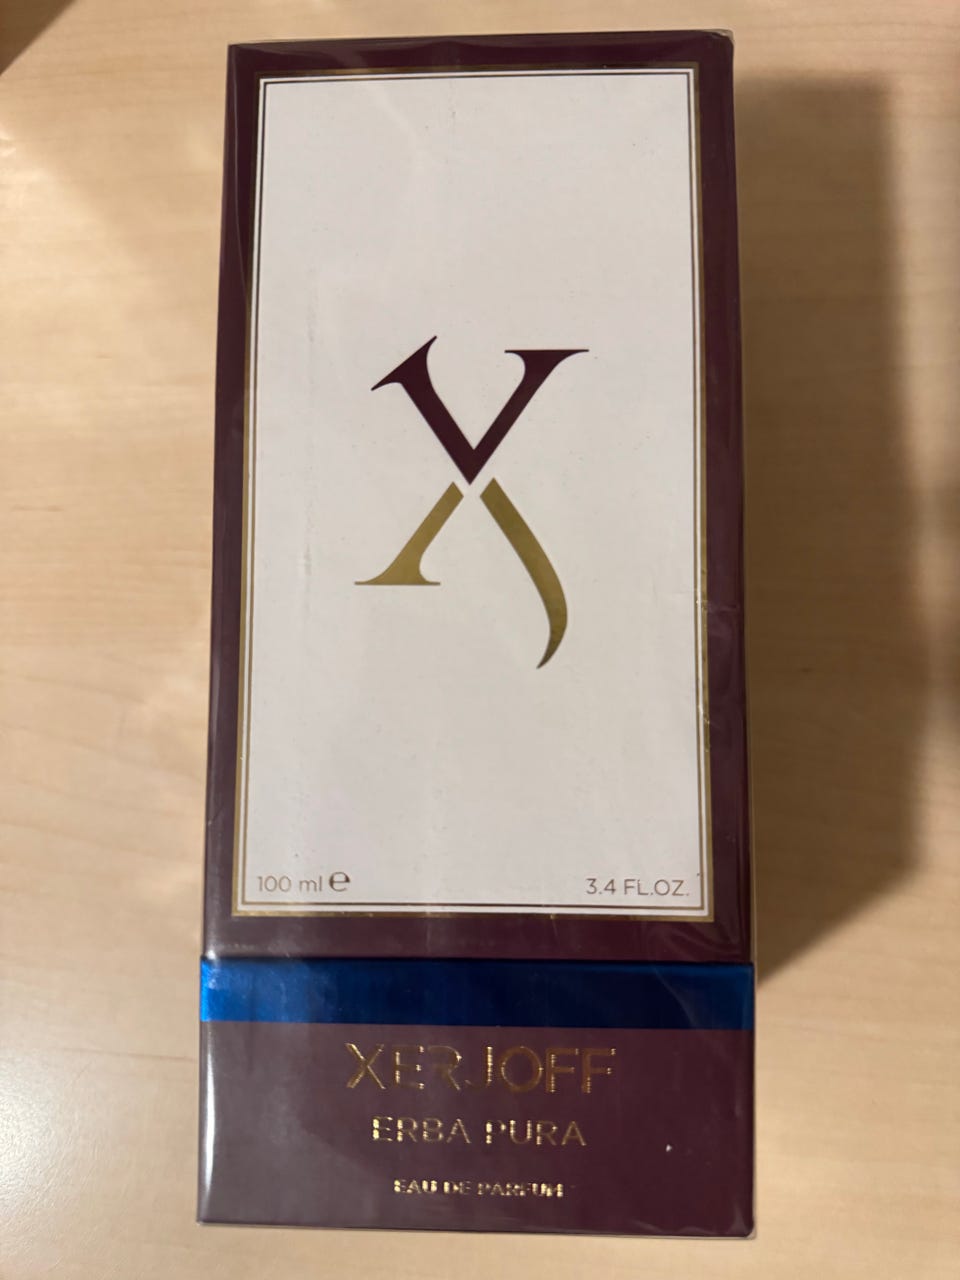 100 ml ℮ 3.4 FL.OZ.
XERJOFF
ERBA PURA
EAU DE PARFUM